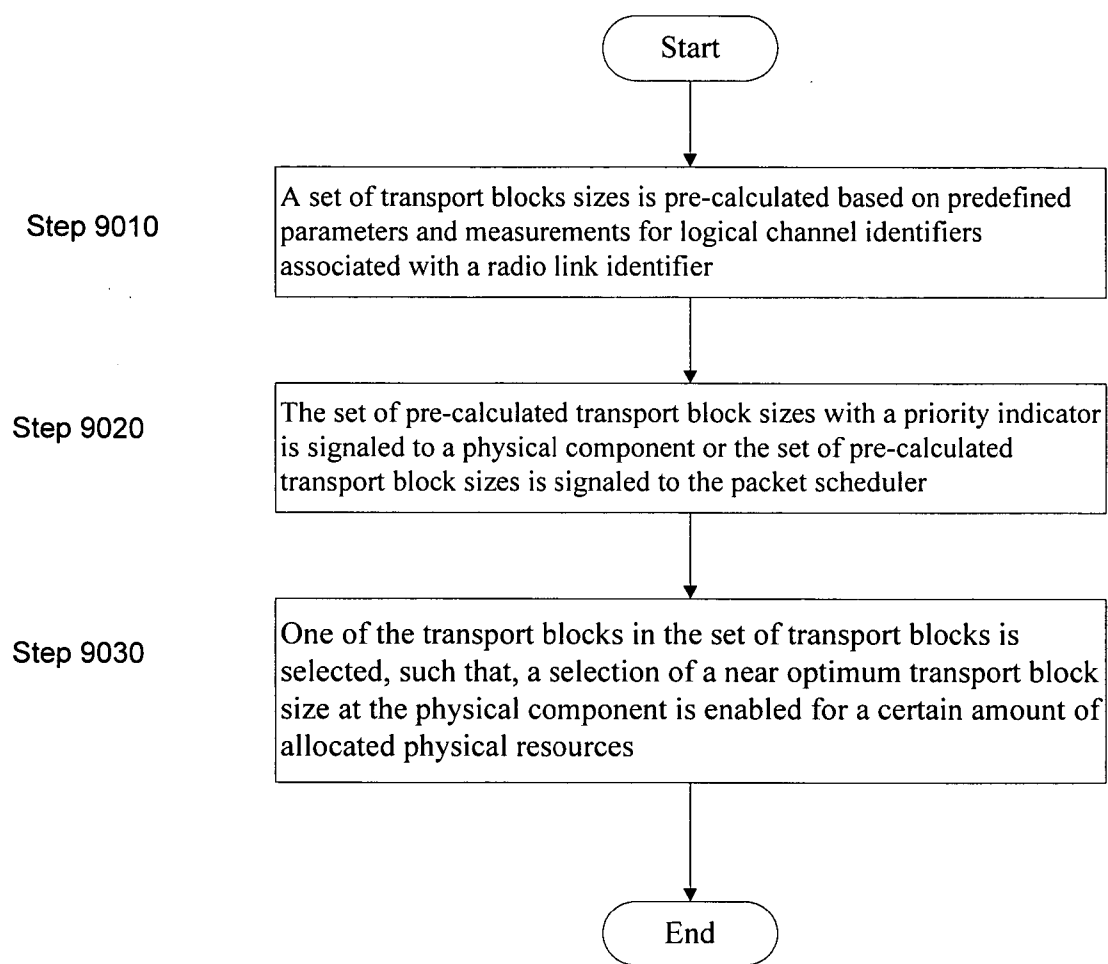 Start
Step 9010
A set of transport blocks sizes is pre-calculated based on predefined
parameters and measurements for logical channel identifiers
associated with a radio link identifier
Step 9020
The set of pre-calculated transport block sizes with a priority indicator
is signaled to a physical component or the set of pre-calculated
transport block sizes is signaled to the packet scheduler
Step 9030
One of the transport blocks in the set of transport blocks is
selected, such that, a selection of a near optimum transport block
size at the physical component is enabled for a certain amount of
allocated physical resources
End